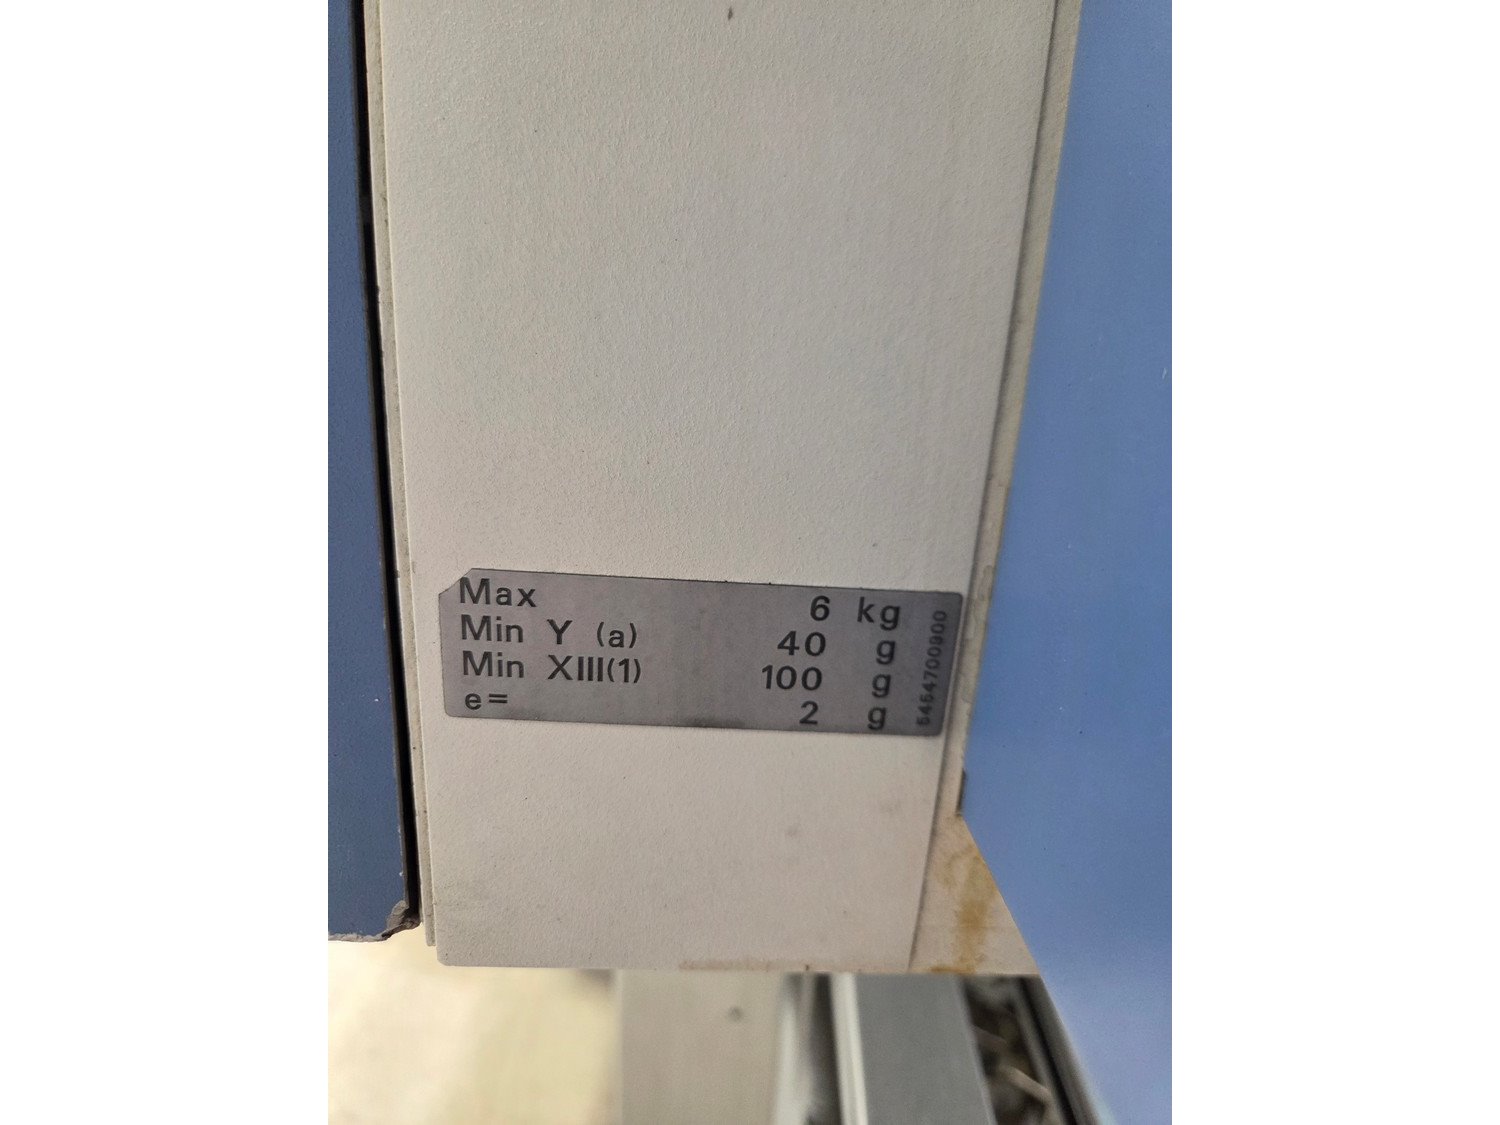 Max 6 kg
Min Y (a) 40 g
Min XIII(1) 100 g
e= 2 g
5454700900